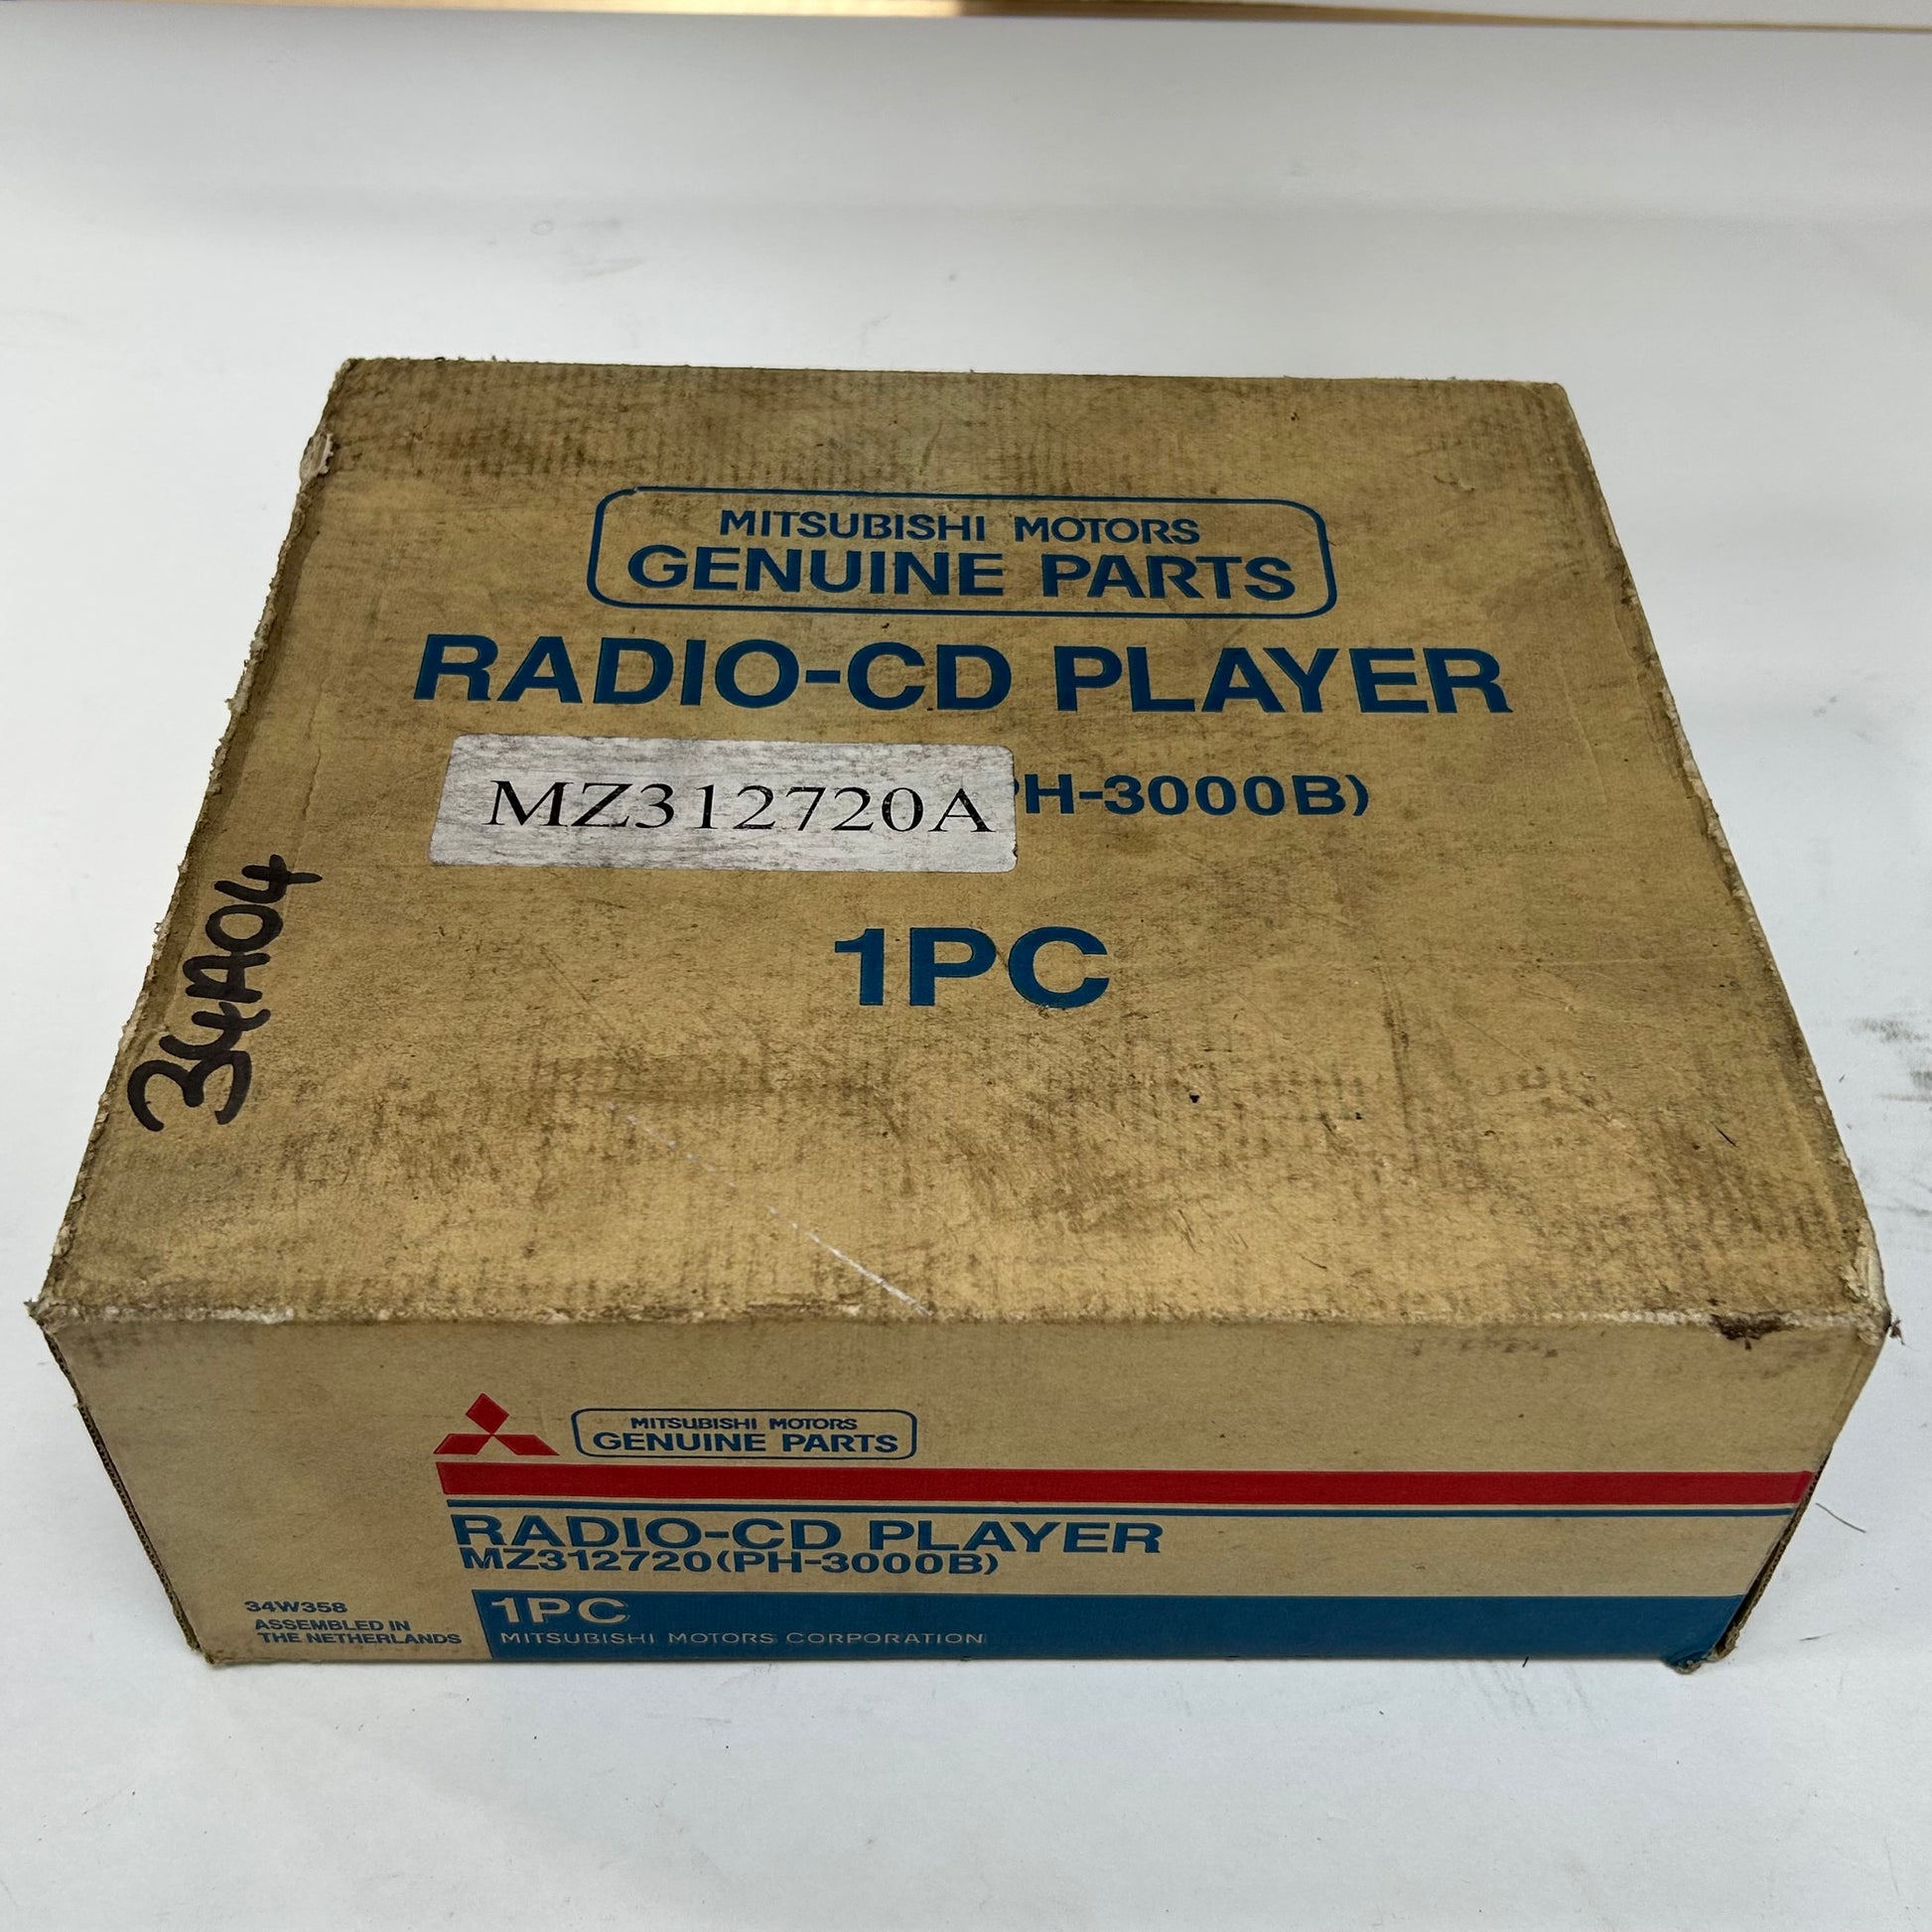 MITSUBISHI MOTORS
GENUINE PARTS
RADIO-CD PLAYER
MZ312720A PH-3000B)
1PC
34A04
MITSUBISHI MOTORS
GENUINE PARTS
RADIO-CD PLAYER
MZ312720(PH-3000B)
1PC
MITSUBISHI MOTORS CORPORATION
34W358
ASSEMBLED IN
THE NETHERLANDS